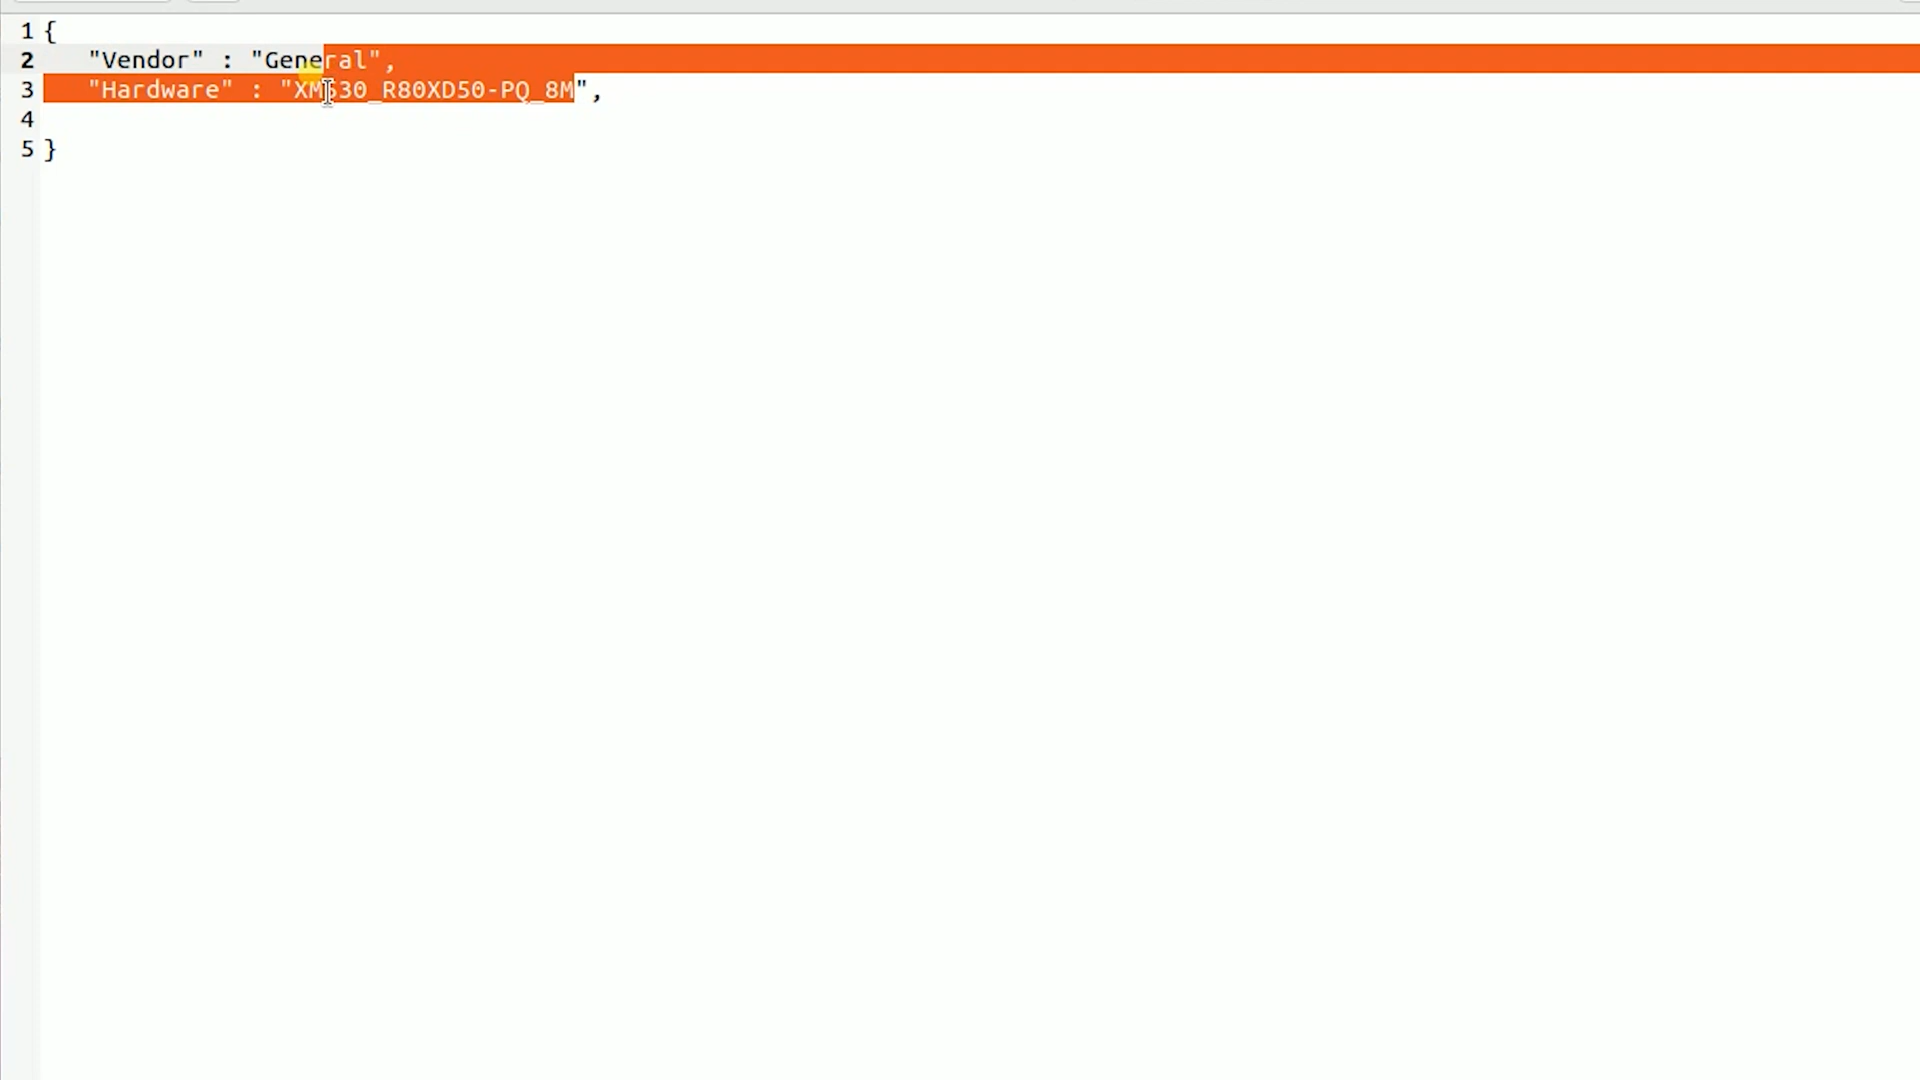 1 {
2    "Vendor" : "General",
3    "Hardware" : "XM530_R80XD50-PQ_8M",
4
5 }